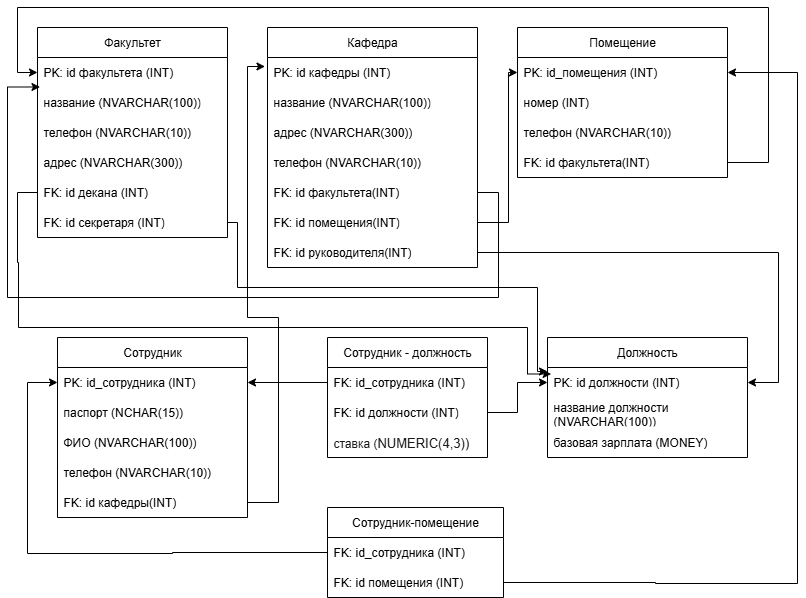 Факультет
PK: id факультета (INT)
название (NVARCHAR(100))
телефон (NVARCHAR(10))
адрес (NVARCHAR(300))
FK: id декана (INT)
FK: id секретаря (INT)
Кафедра
PK: id кафедры (INT)
название (NVARCHAR(100))
адрес (NVARCHAR(300))
телефон (NVARCHAR(10))
FK: id факультета(INT)
FK: id помещения(INT)
FK: id руководителя(INT)
Помещение
PK: id_помещения (INT)
номер (INT)
телефон (NVARCHAR(10))
FK: id факультета(INT)
Сотрудник
PK: id_сотрудника (INT)
паспорт (NCHAR(15))
ФИО (NVARCHAR(100))
телефон (NVARCHAR(10))
FK: id кафедры(INT)
Сотрудник - должность
FK: id_сотрудника (INT)
FK: id должности (INT)
ставка (NUMERIC(4,3))
Должность
PK: id должности (INT)
название должности
(NVARCHAR(100))
базовая зарплата (MONEY)
Сотрудник-помещение
FK: id_сотрудника (INT)
FK: id помещения (INT)